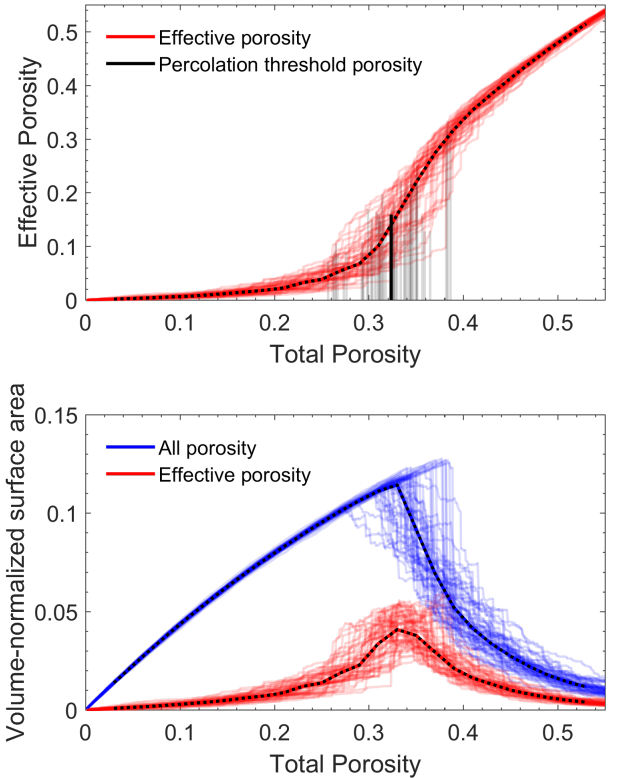 0.5
0.4
0.3
0.2
0.1
0
Effective Porosity
Effective porosity
Percolation threshold porosity
0 0.1 0.2 0.3 0.4 0.5
Total Porosity
0.15
0.1
0.05
0
Volume-normalized surface area
All porosity
Effective porosity
0 0.1 0.2 0.3 0.4 0.5
Total Porosity